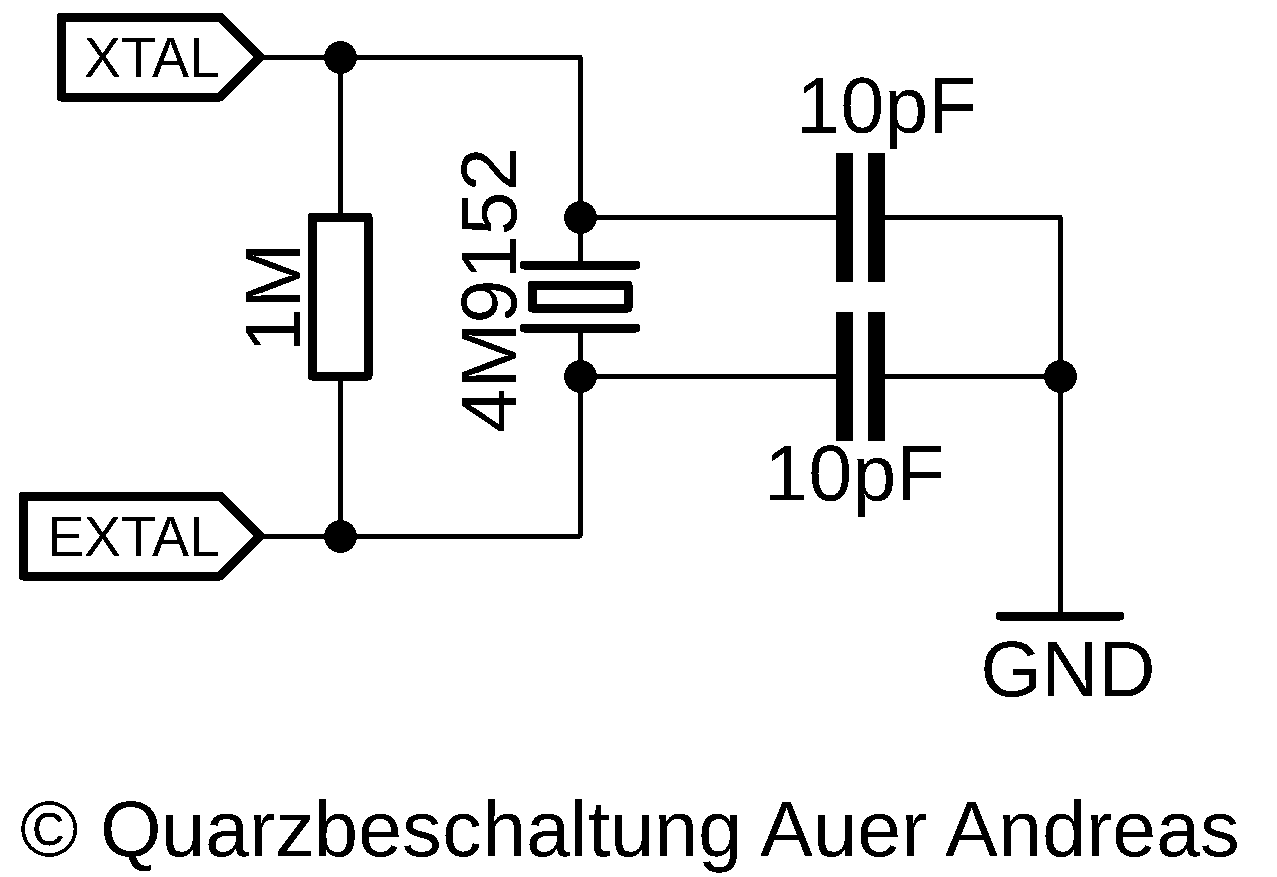 XTAL
10pF
1M
4M9152
10pF
EXTAL
GND
© Quarzbeschaltung Auer Andreas